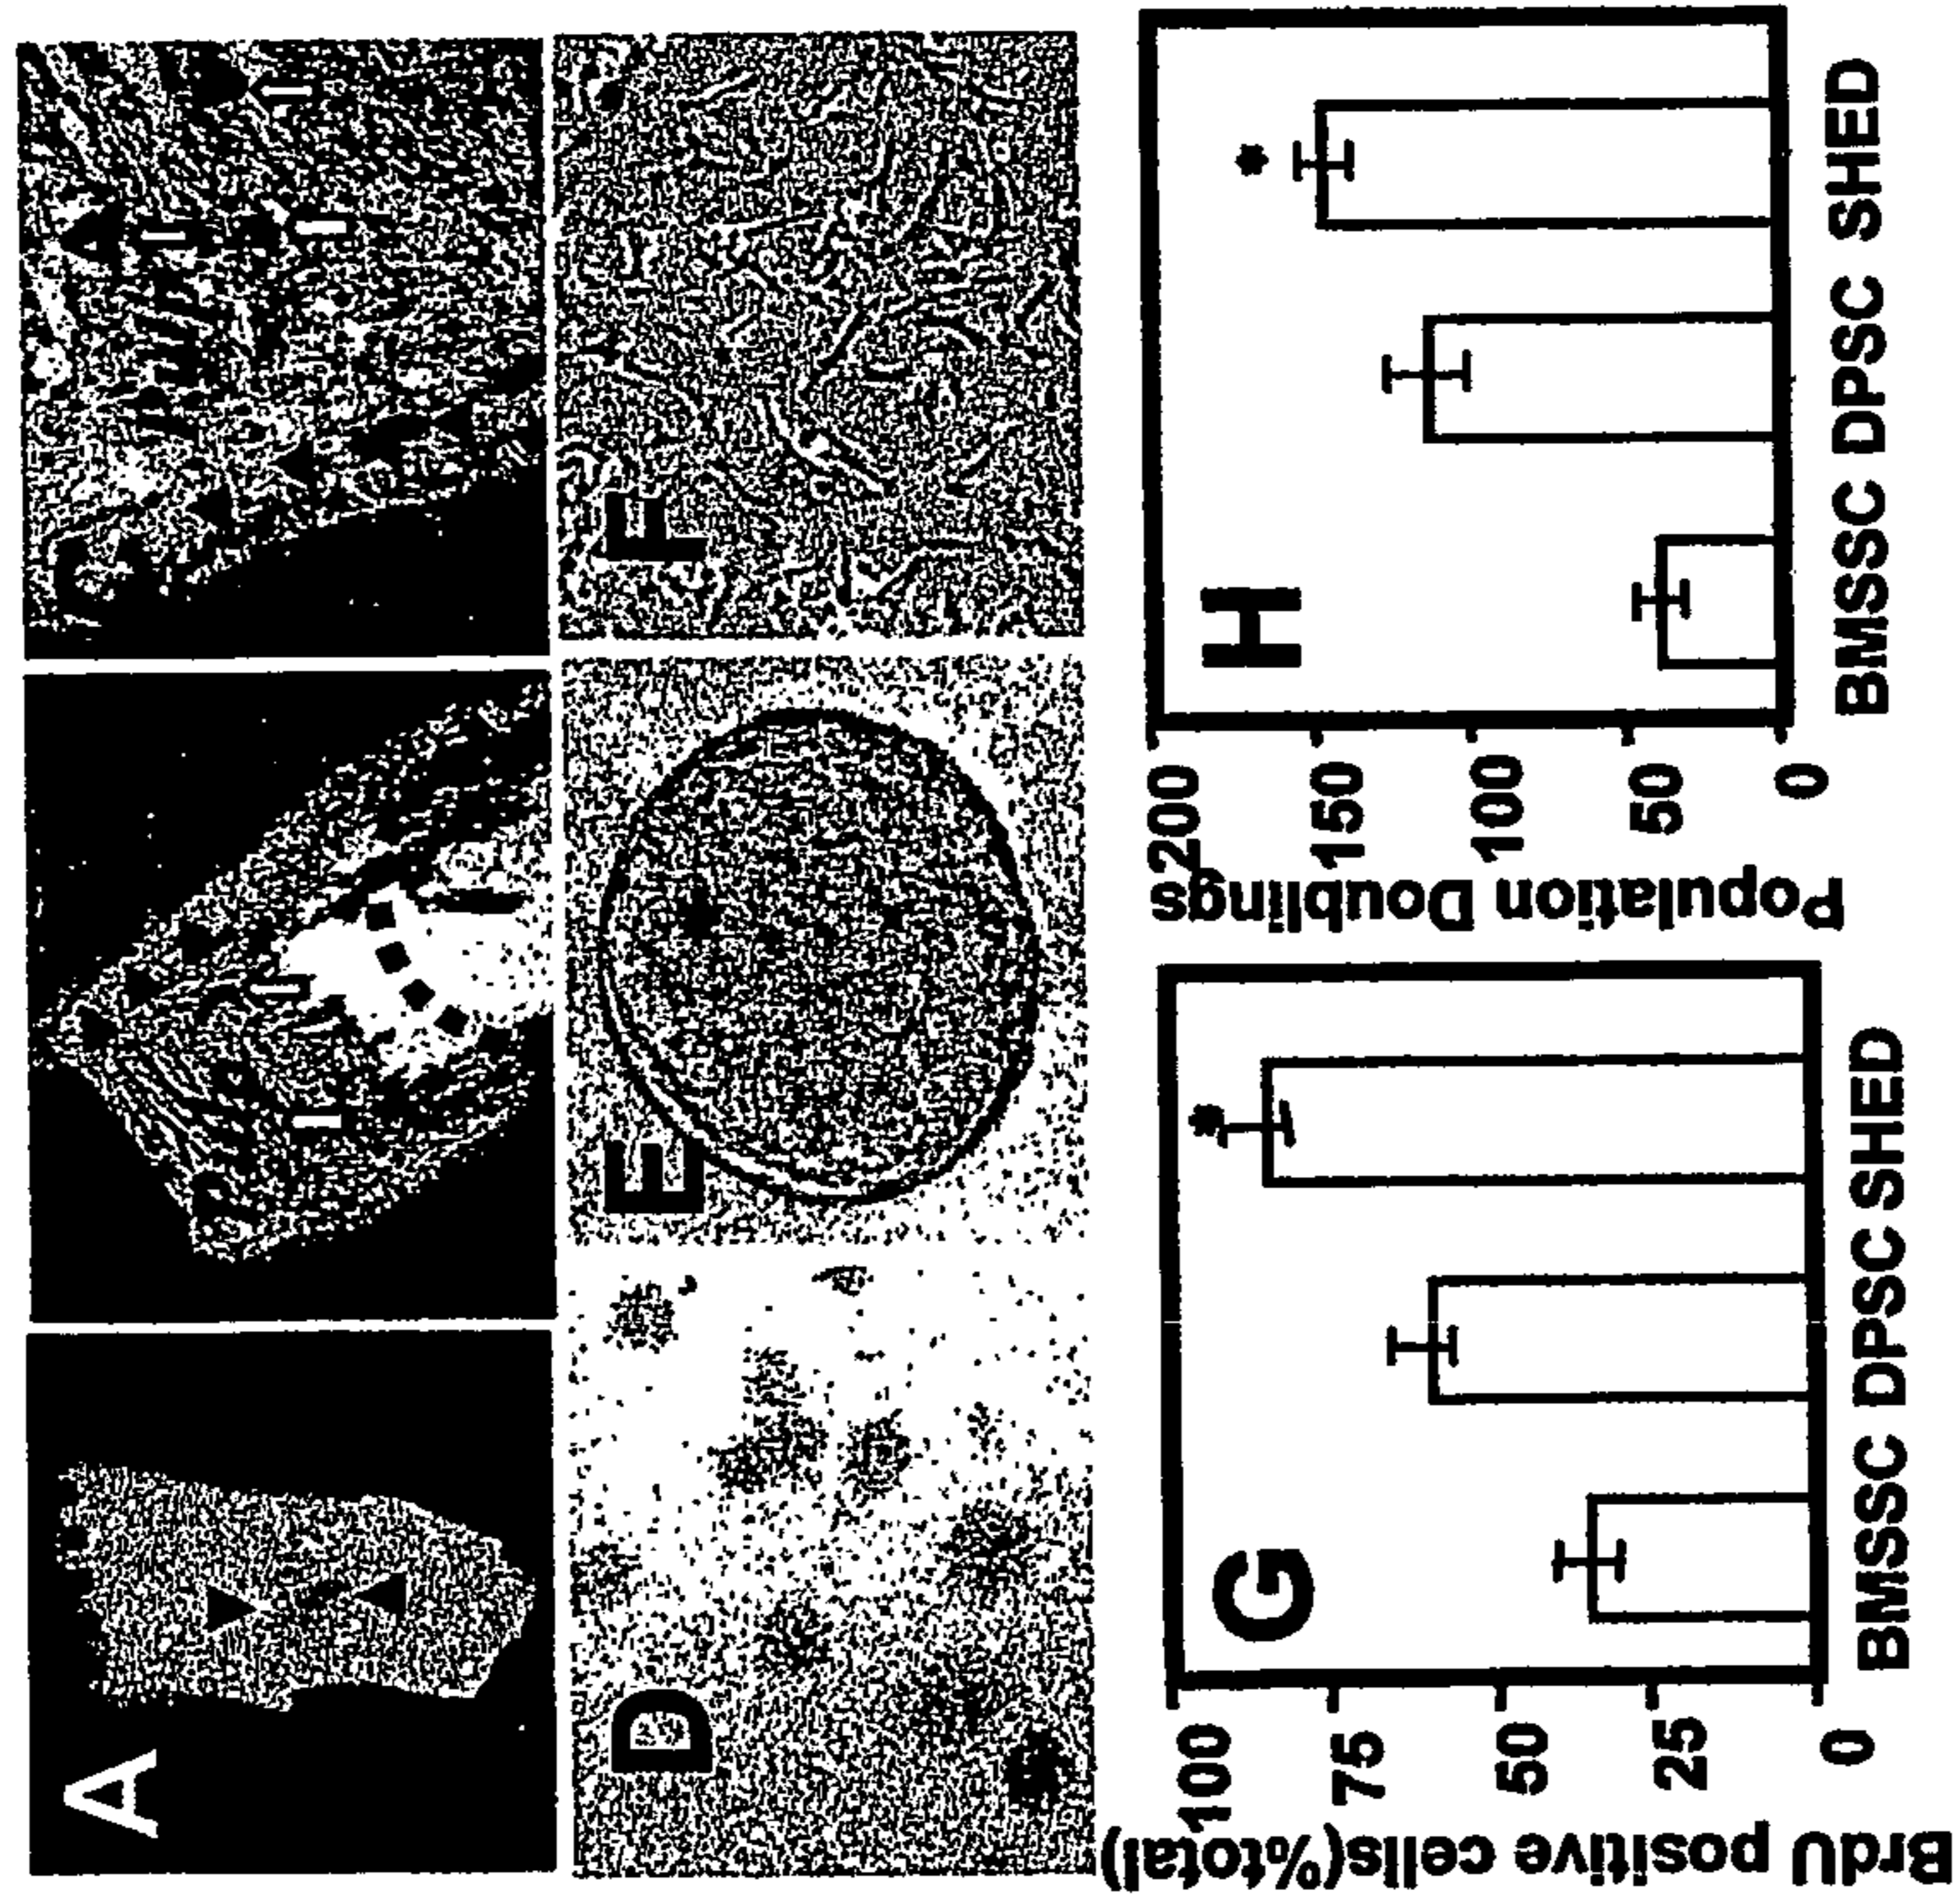 A
D
E
F
G
BrdU positive cells(%total)
100
75
50
25
0
BMSSC DPSC SHED
H
Population Doublings
200
150
100
50
0
BMSSC DPSC SHED